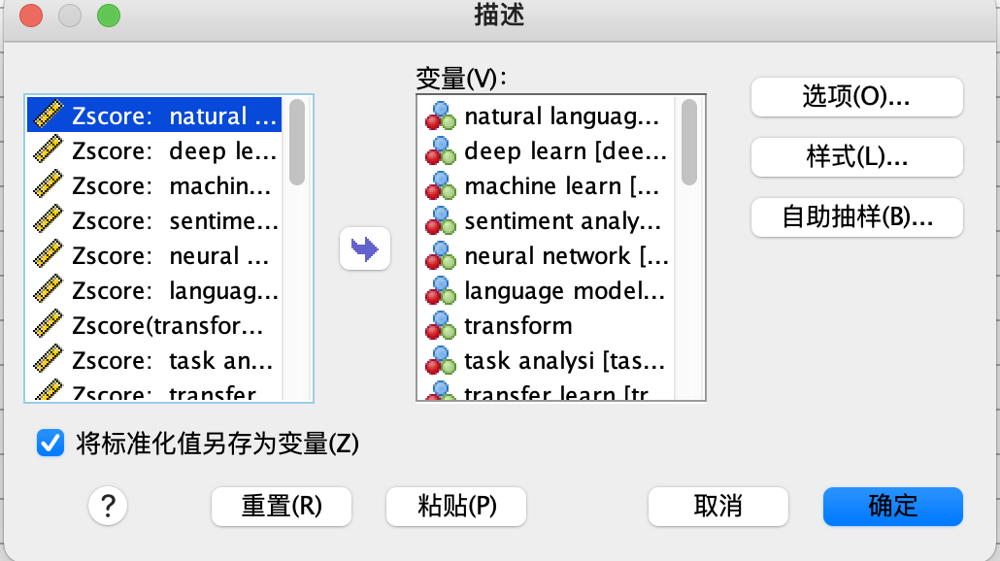 描述
变量(V):
Zscore: natural ...
Zscore: deep le...
Zscore: machin...
Zscore: sentime...
Zscore: neural ...
Zscore: languag...
Zscore(transfor...
Zscore: task an...
Zscore: transfer
natural languag...
deep learn [dee...
machine learn [...
sentiment analy...
neural network [...
language model...
transform
task analysi [tas...
transfer learn [tr
选项(O)...
样式(L)...
自助抽样(B)...
将标准化值另存为变量(Z)
?
重置(R)
粘贴(P)
取消
确定